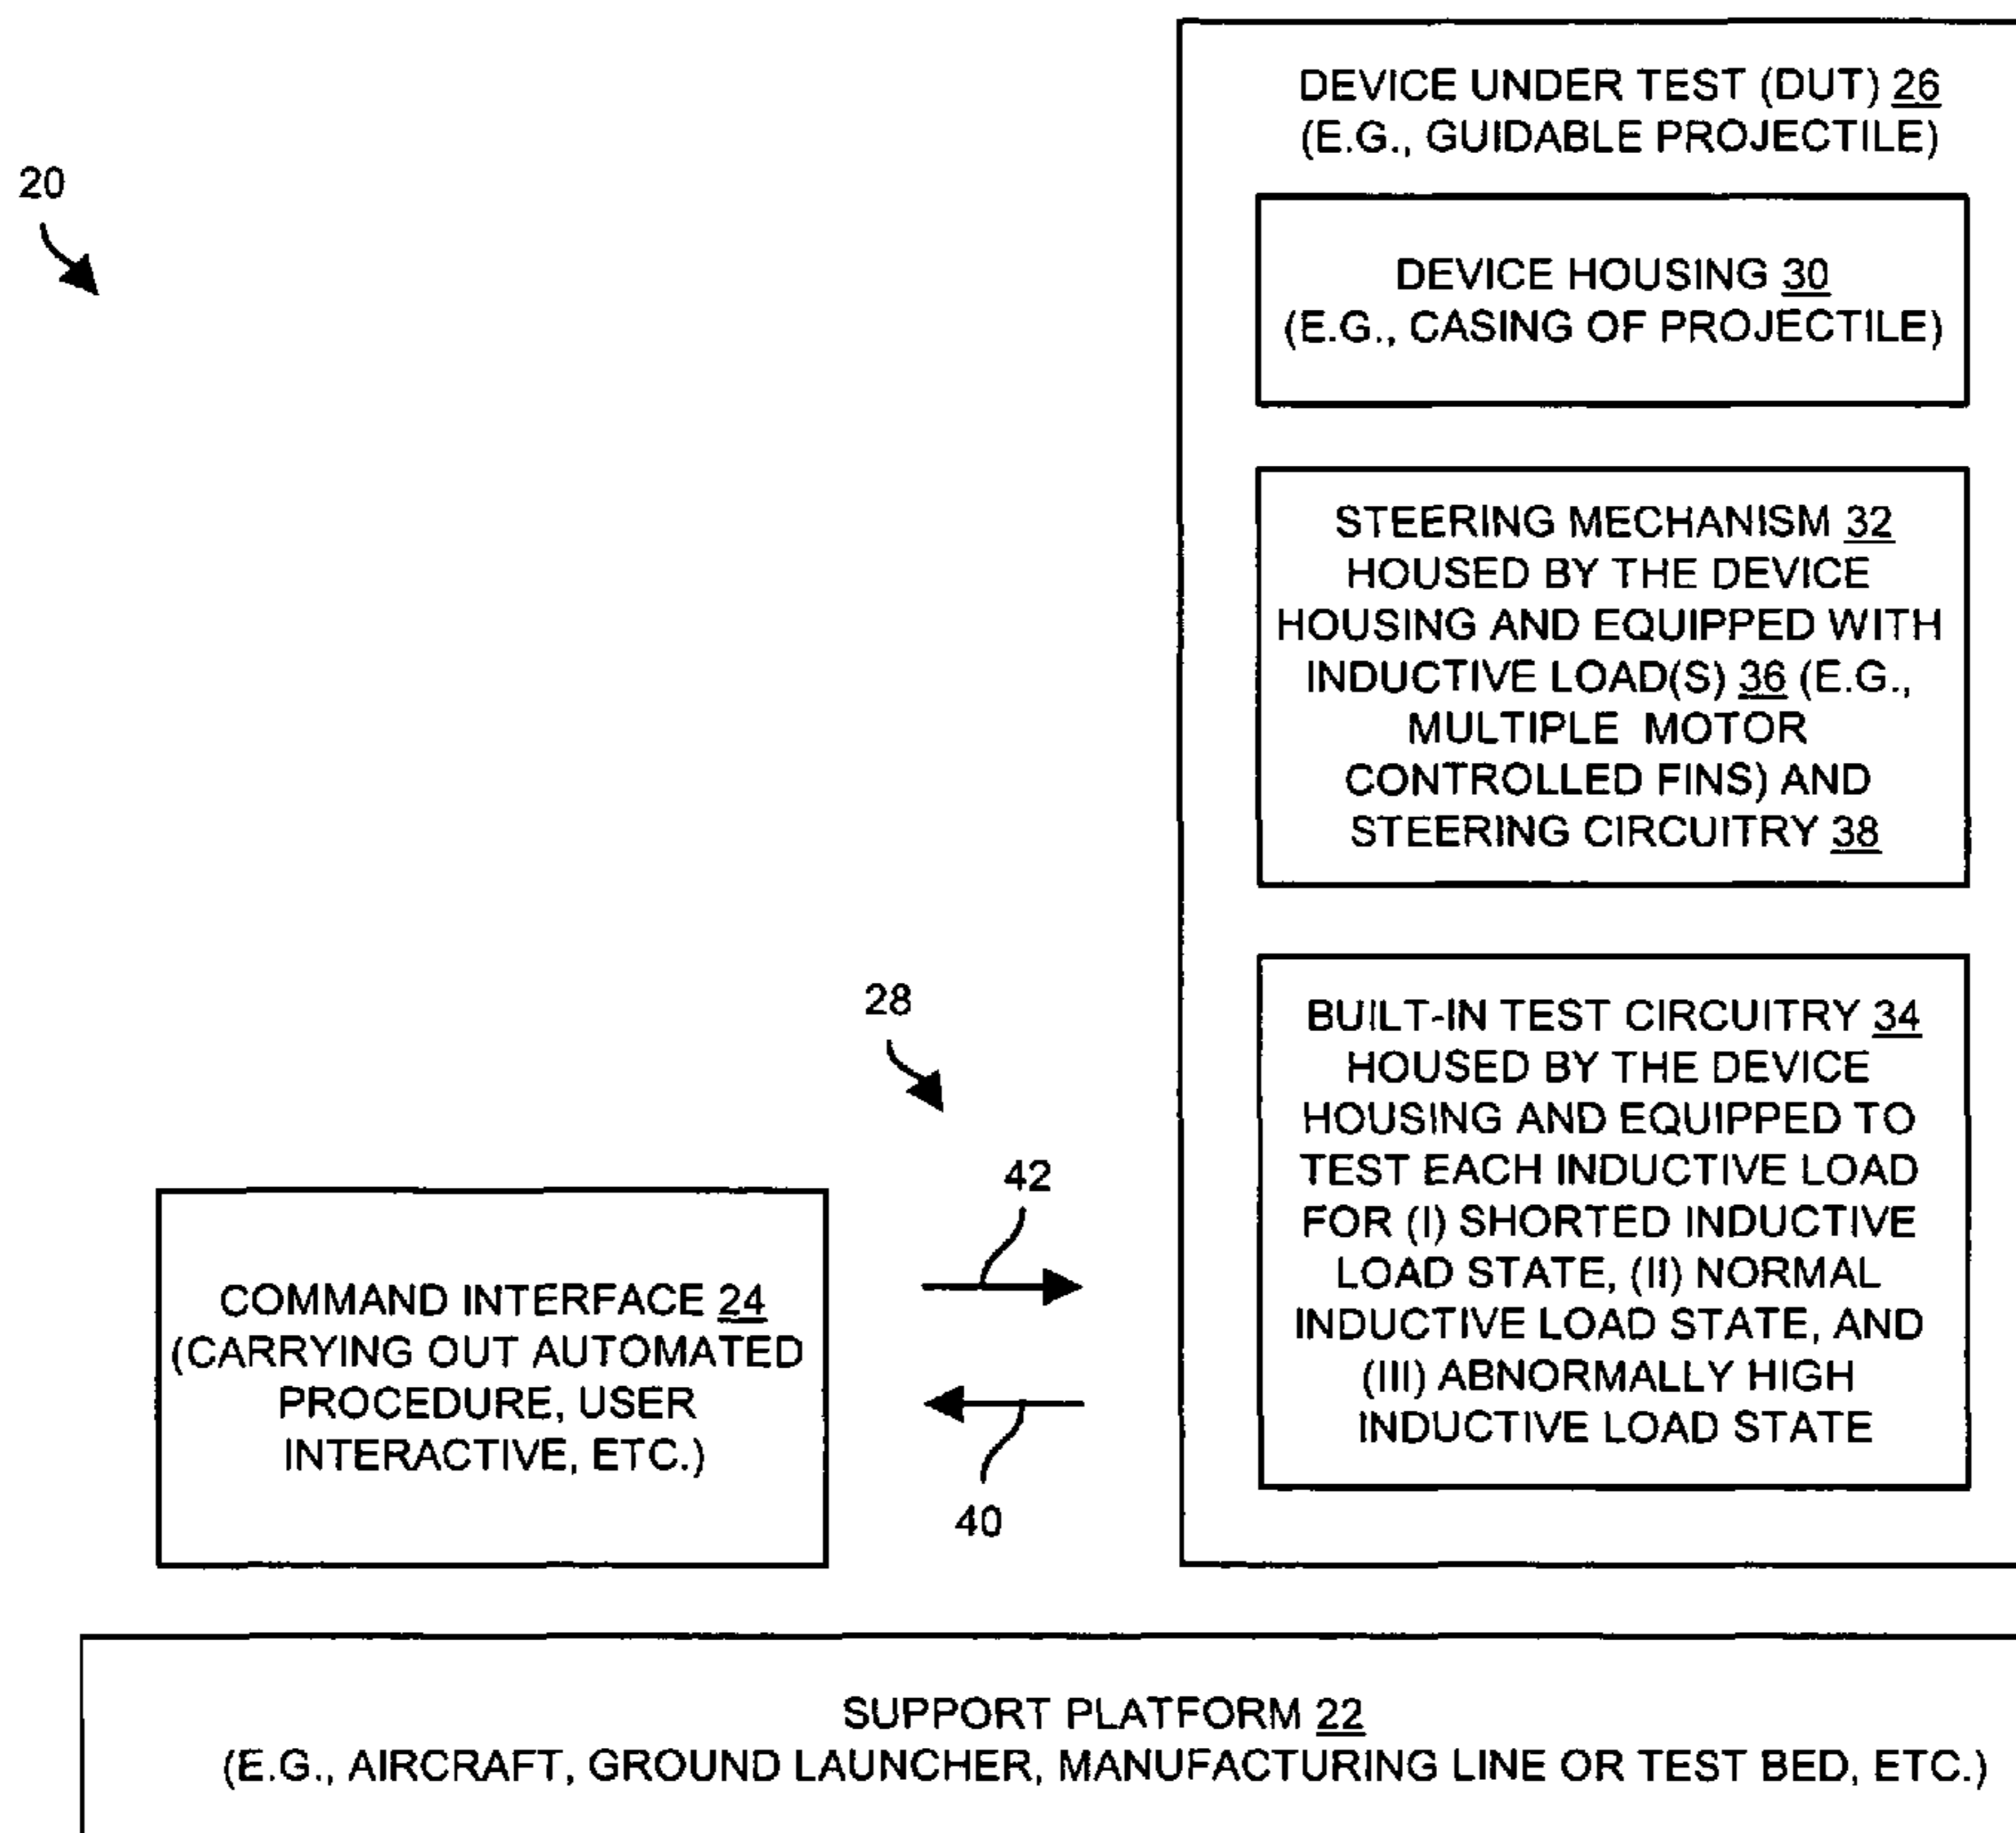 20
DEVICE UNDER TEST (DUT) 26
(E.G., GUIDABLE PROJECTILE)
DEVICE HOUSING 30
(E.G., CASING OF PROJECTILE)
STEERING MECHANISM 32
HOUSED BY THE DEVICE
HOUSING AND EQUIPPED WITH
INDUCTIVE LOAD(S) 36 (E.G.,
MULTIPLE MOTOR
CONTROLLED FINS) AND
STEERING CIRCUITRY 38
BUILT-IN TEST CIRCUITRY 34
HOUSED BY THE DEVICE
HOUSING AND EQUIPPED TO
TEST EACH INDUCTIVE LOAD
FOR (I) SHORTED INDUCTIVE
LOAD STATE, (II) NORMAL
INDUCTIVE LOAD STATE, AND
(III) ABNORMALLY HIGH
INDUCTIVE LOAD STATE
28
42
40
COMMAND INTERFACE 24
(CARRYING OUT AUTOMATED
PROCEDURE, USER
INTERACTIVE, ETC.)
SUPPORT PLATFORM 22
(E.G., AIRCRAFT, GROUND LAUNCHER, MANUFACTURING LINE OR TEST BED, ETC.)